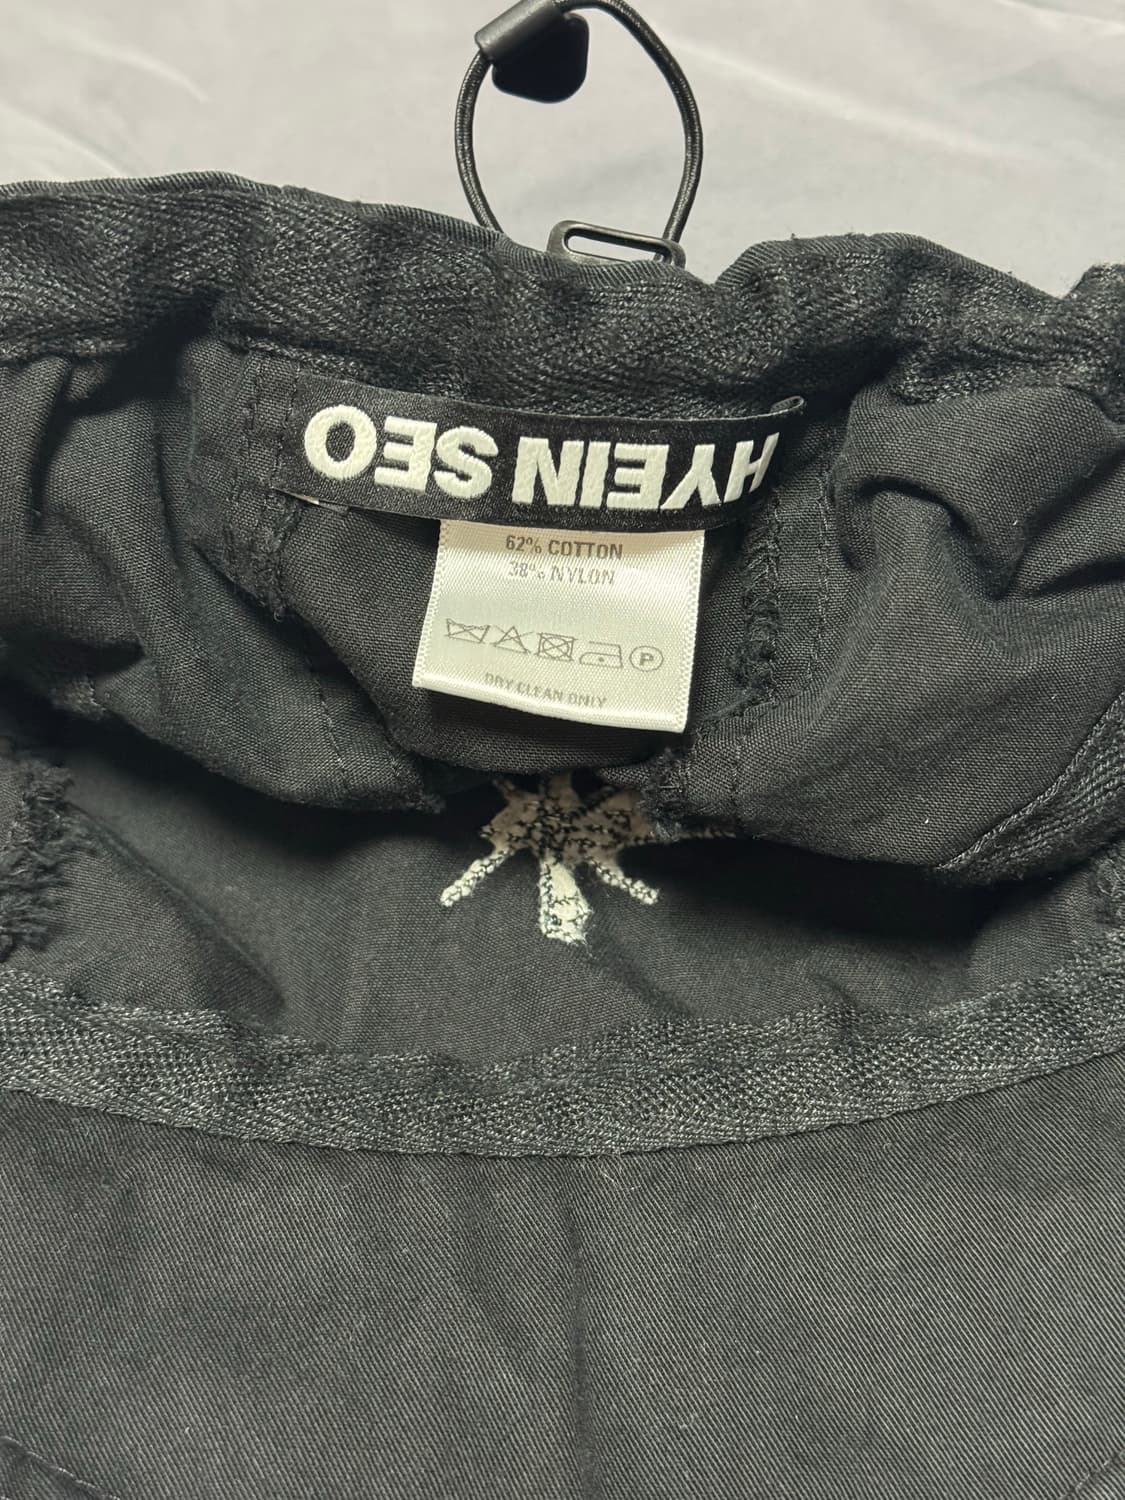 HYEIN SEO
62% COTTON
38% NYLON
P
DRY CLEAN ONLY